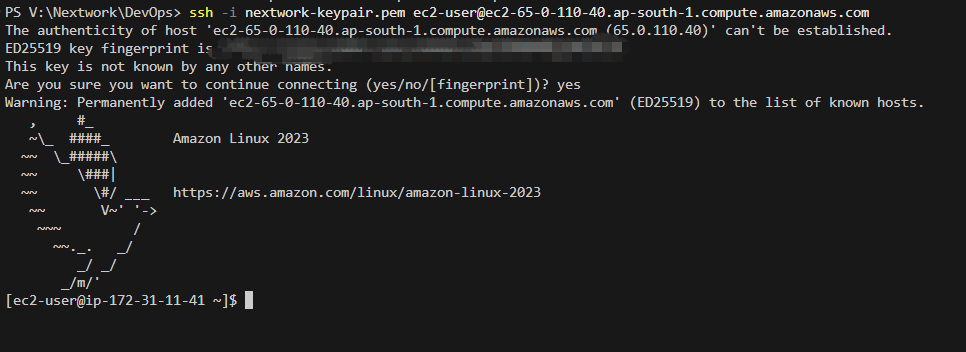 PS V:\Nextwork\DevOps> ssh -i nextwork-keypair.pem ec2-user@ec2-65-0-110-40.ap-south-1.compute.amazonaws.com
The authenticity of host 'ec2-65-0-110-40.ap-south-1.compute.amazonaws.com (65.0.110.40)' can't be established.
ED25519 key fingerprint is
This key is not known by any other names.
Are you sure you want to continue connecting (yes/no/[fingerprint])? yes
Warning: Permanently added 'ec2-65-0-110-40.ap-south-1.compute.amazonaws.com' (ED25519) to the list of known hosts.
   ,     #_
   ~\_  ####_        Amazon Linux 2023
  ~~  \_#####\
  ~~     \###|
  ~~       \#/ ___   https://aws.amazon.com/linux/amazon-linux-2023
   ~~       V~' '->
    ~~~         /
      ~~._.   _/
         _/ _/
       _/m/'
[ec2-user@ip-172-31-11-41 ~]$